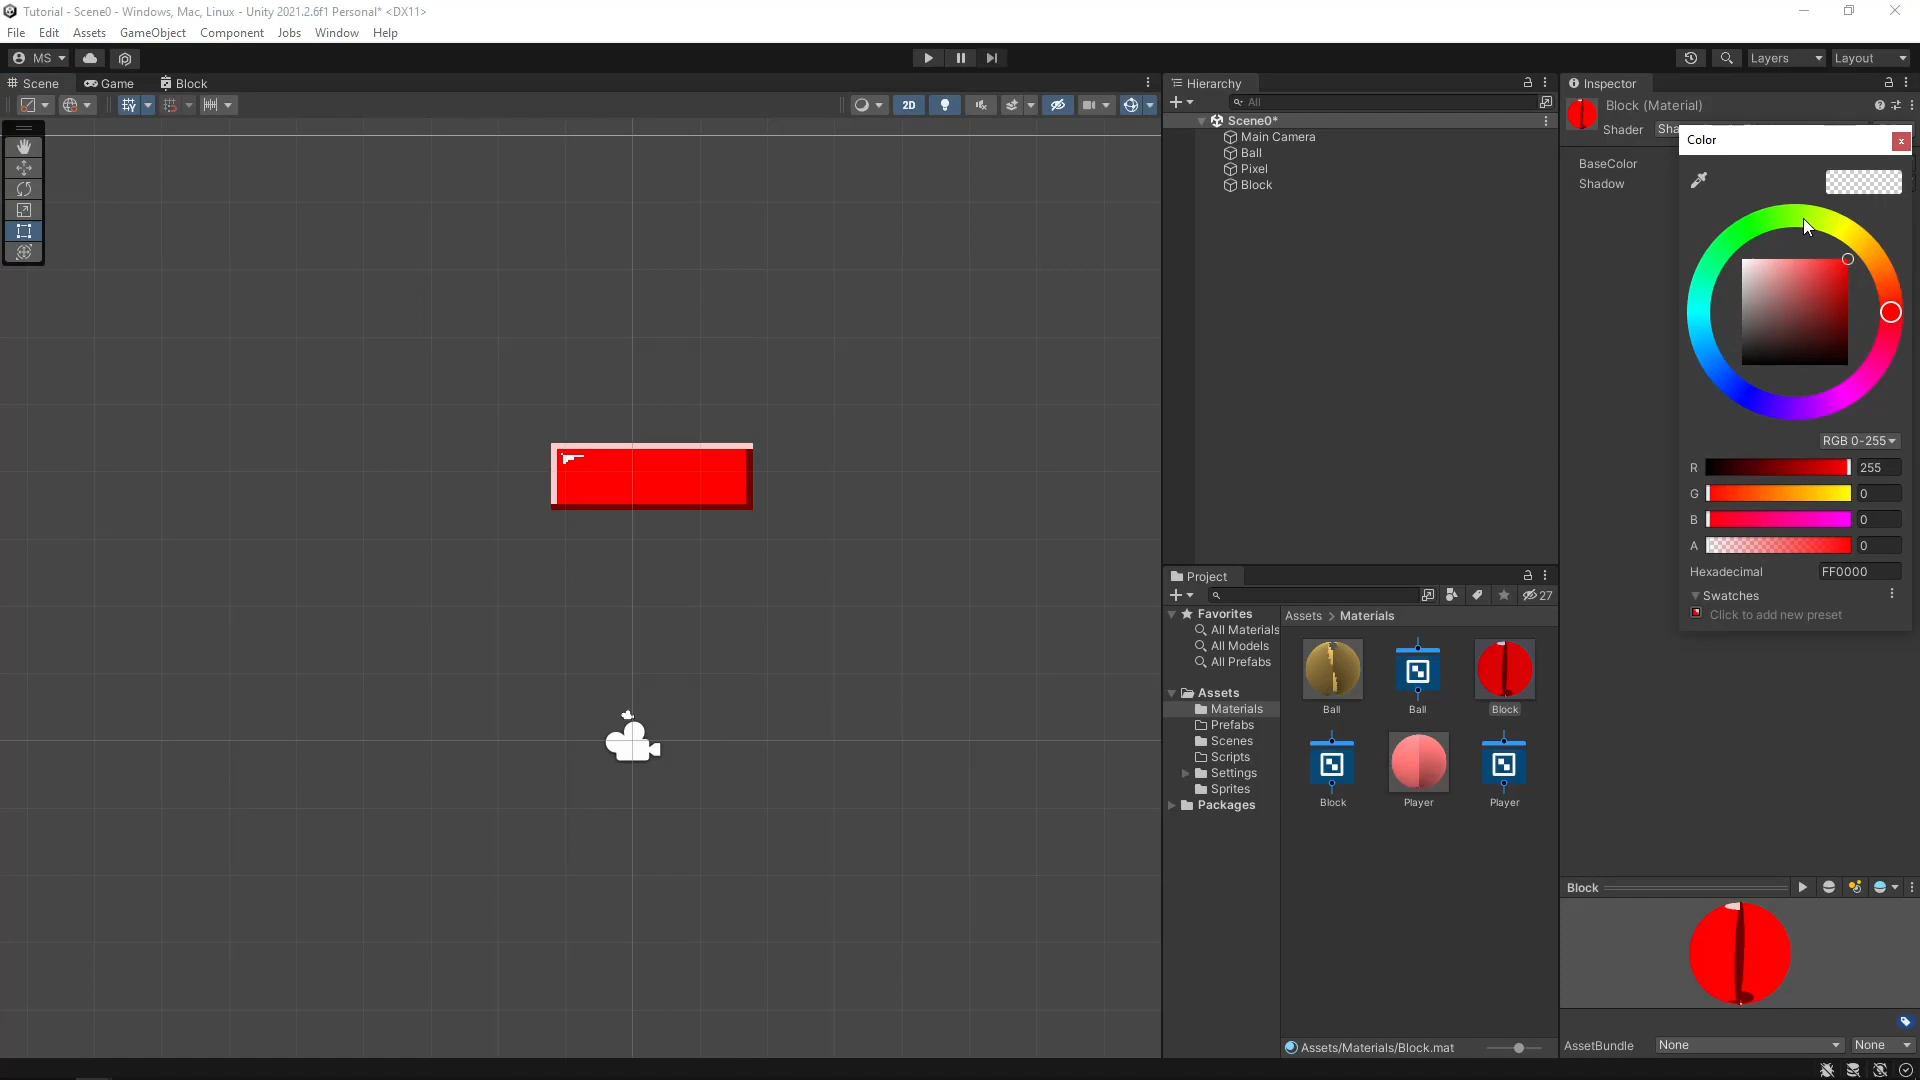 Tutorial - Scene0 - Windows, Mac, Linux - Unity 2021.2.6f1 Personal* <DX11>
File Edit Assets GameObject Component Jobs Window Help
MS Layers Layout
Scene Game Block
2D
Hierarchy
All
Scene0*
Main Camera
Ball
Pixel
Block
Project
27
Favorites
All Materials
All Models
All Prefabs
Assets
Materials
Prefabs
Scenes
Scripts
Settings
Sprites
Packages
Assets > Materials
Ball Ball Block
Block Player Player
Assets/Materials/Block.mat
Inspector
Block (Material)
Shader Sha
BaseColor
Shadow
Color
RGB 0-255
R 255
G 0
B 0
A 0
Hexadecimal FF0000
Swatches
Click to add new preset
Block
AssetBundle None None